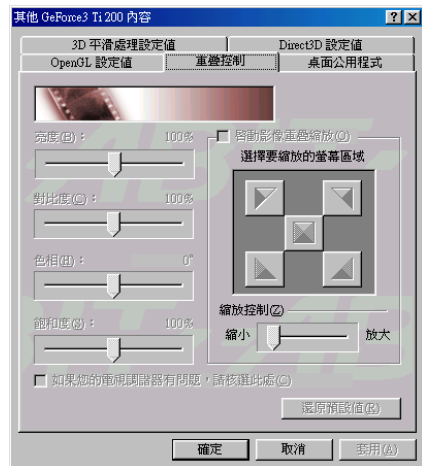 其他 GeForce3 Ti 200 內容
3D 平滑處理設定值
Direct3D 設定值
OpenGL 設定值
重疊控制
桌面公用程式
亮度(B)：
100%
對比度(C)：
100%
色相(H)：
0°
飽和度(S)：
100%
啟動影像重疊縮放(O)
選擇要縮放的螢幕區域
縮放控制(Z)
縮小
放大
如果您的電視調諧器有問題，請核選此處(C)
還原預設值(R)
確定
取消
套用(A)